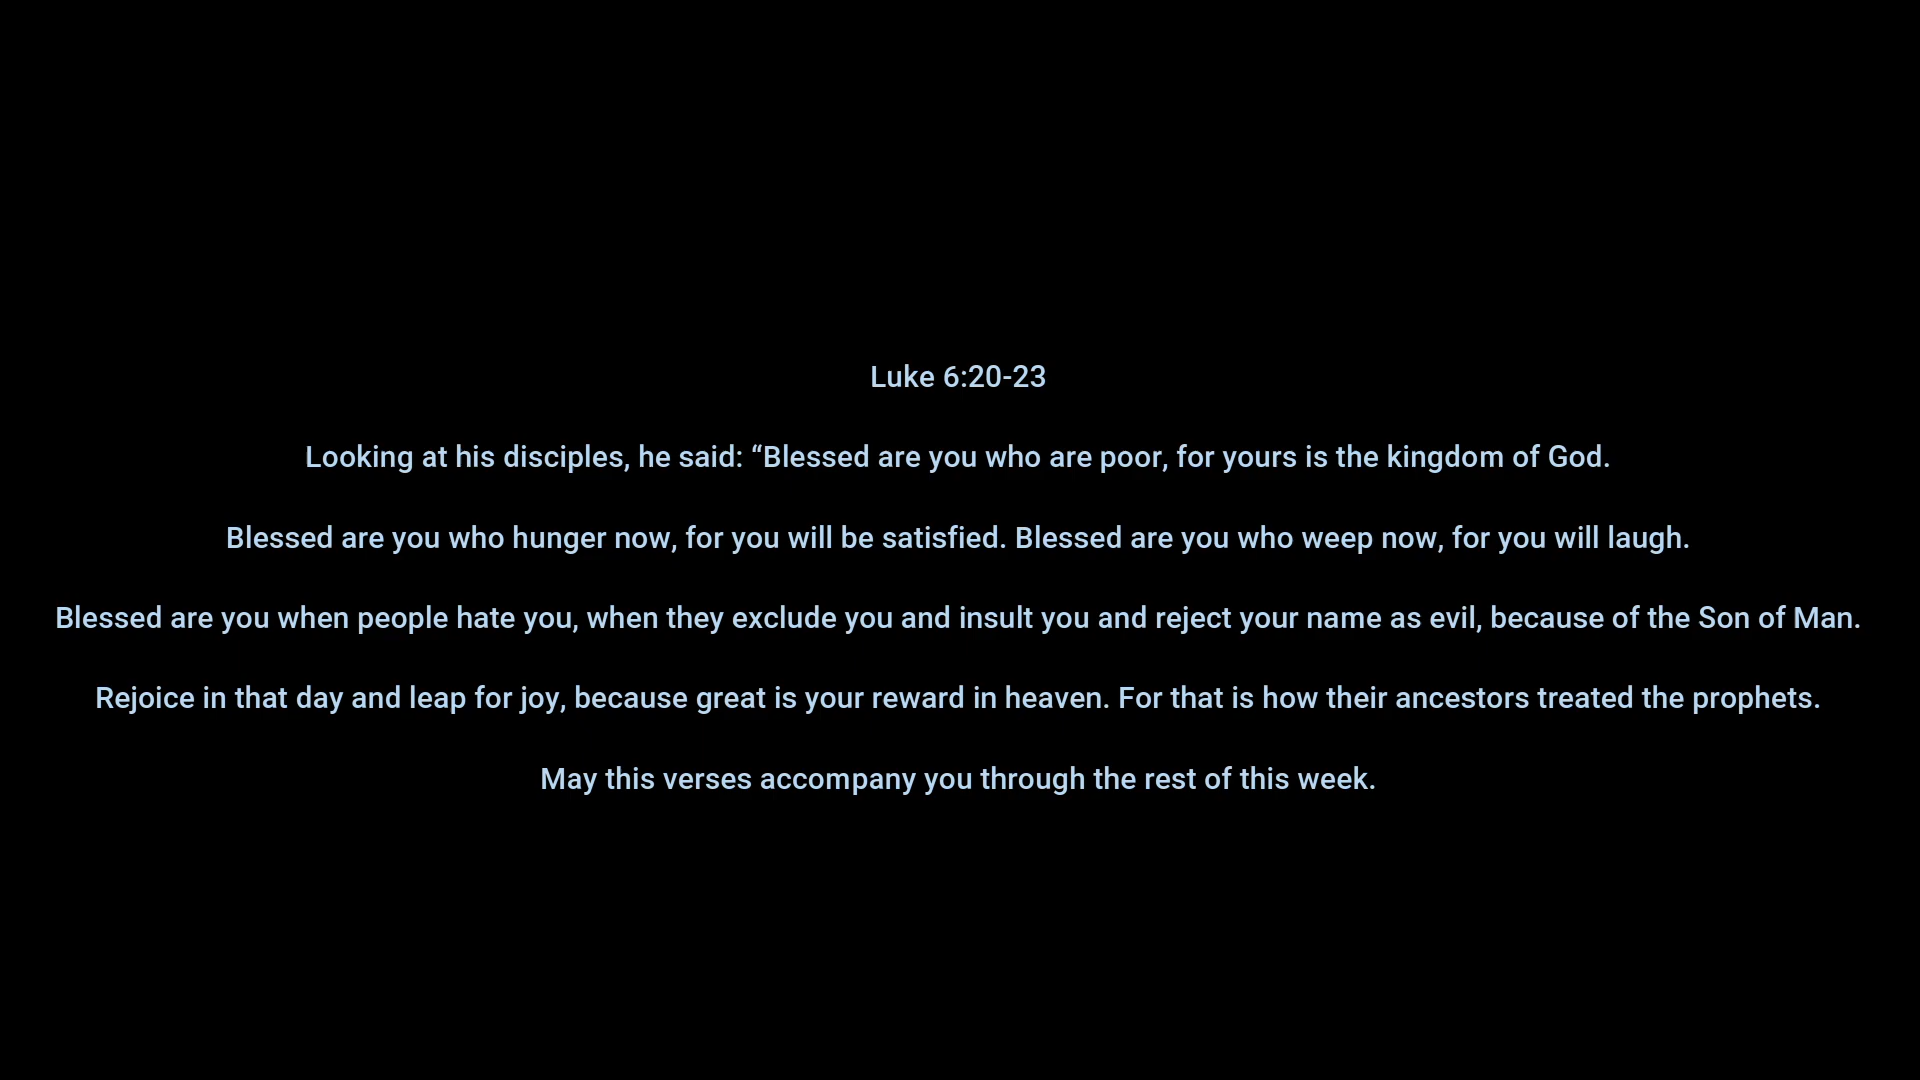 Luke 6:20-23
Looking at his disciples, he said: “Blessed are you who are poor, for yours is the kingdom of God.
Blessed are you who hunger now, for you will be satisfied. Blessed are you who weep now, for you will laugh.
Blessed are you when people hate you, when they exclude you and insult you and reject your name as evil, because of the Son of Man.
Rejoice in that day and leap for joy, because great is your reward in heaven. For that is how their ancestors treated the prophets.
May this verses accompany you through the rest of this week.